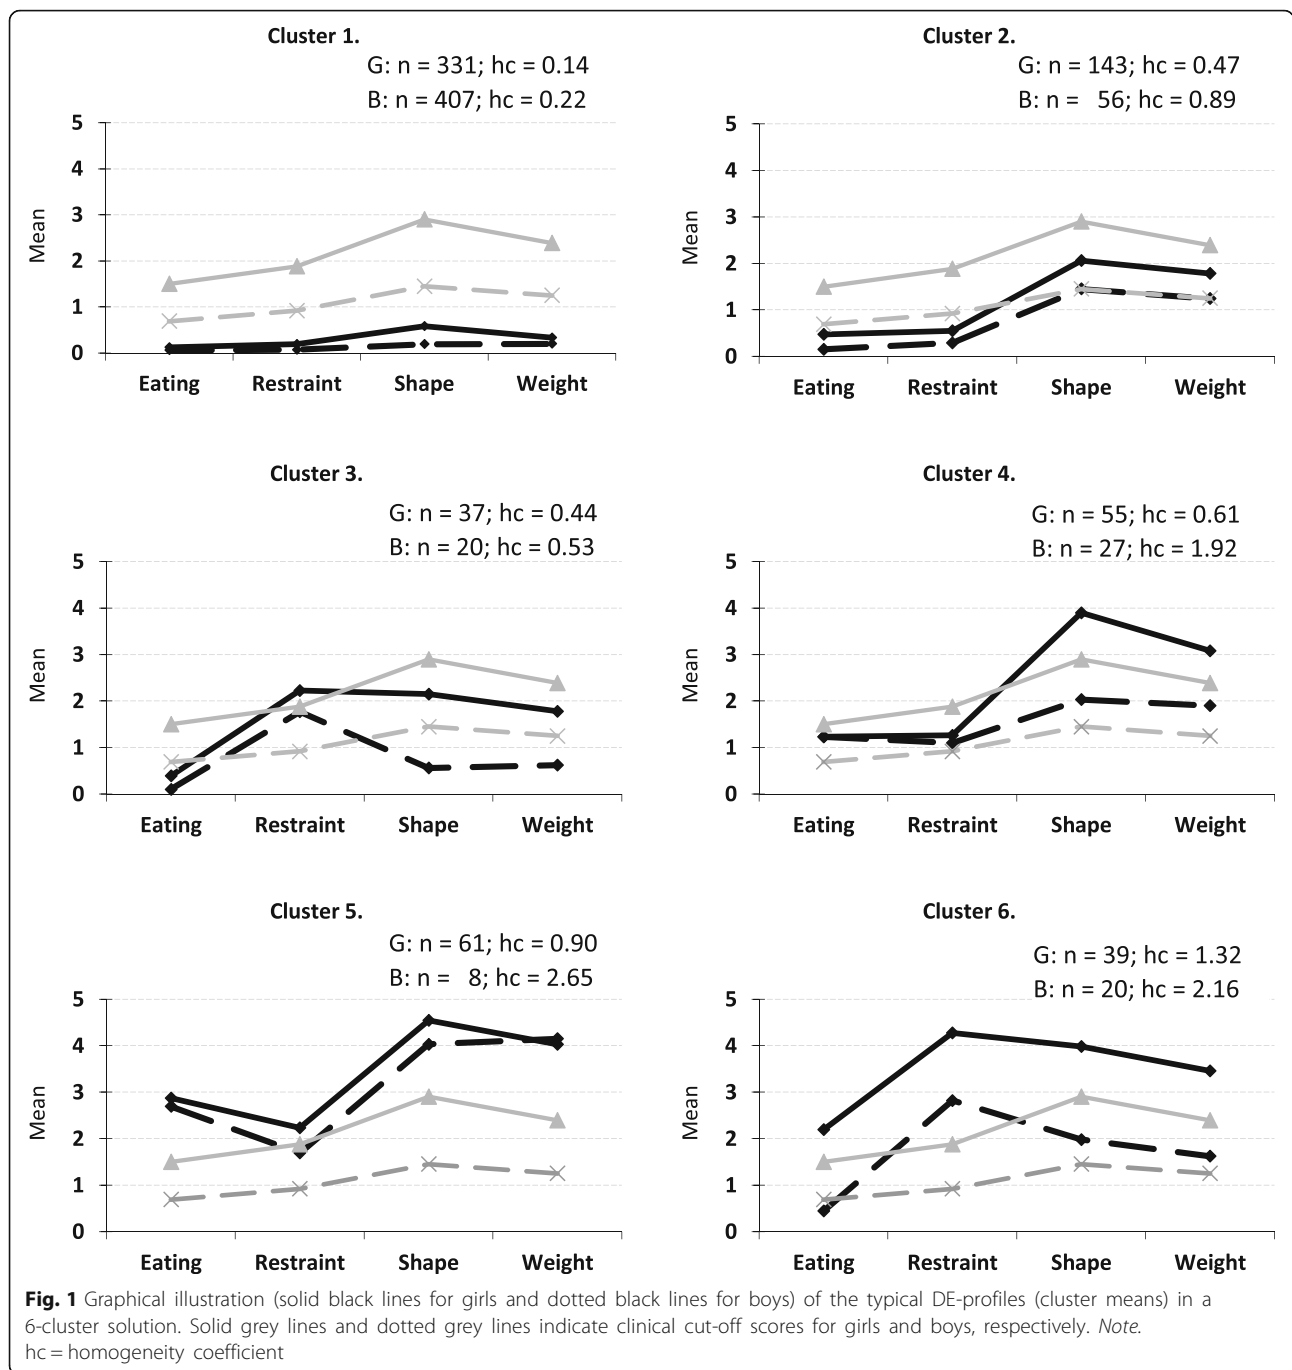 Cluster 1.
G: n = 331; hc = 0.14
B: n = 407; hc = 0.22
5
4
3
2
1
0
Mean
Eating Restraint Shape Weight
Cluster 2.
G: n = 143; hc = 0.47
B: n = 56; hc = 0.89
5
4
3
2
1
0
Mean
Eating Restraint Shape Weight
Cluster 3.
G: n = 37; hc = 0.44
B: n = 20; hc = 0.53
5
4
3
2
1
0
Mean
Eating Restraint Shape Weight
Cluster 4.
G: n = 55; hc = 0.61
B: n = 27; hc = 1.92
5
4
3
2
1
0
Mean
Eating Restraint Shape Weight
Cluster 5.
G: n = 61; hc = 0.90
B: n = 8; hc = 2.65
5
4
3
2
1
0
Mean
Eating Restraint Shape Weight
Cluster 6.
G: n = 39; hc = 1.32
B: n = 20; hc = 2.16
5
4
3
2
1
0
Mean
Eating Restraint Shape Weight
Fig. 1 Graphical illustration (solid black lines for girls and dotted black lines for boys) of the typical DE-profiles (cluster means) in a
6-cluster solution. Solid grey lines and dotted grey lines indicate clinical cut-off scores for girls and boys, respectively. Note.
hc = homogeneity coefficient